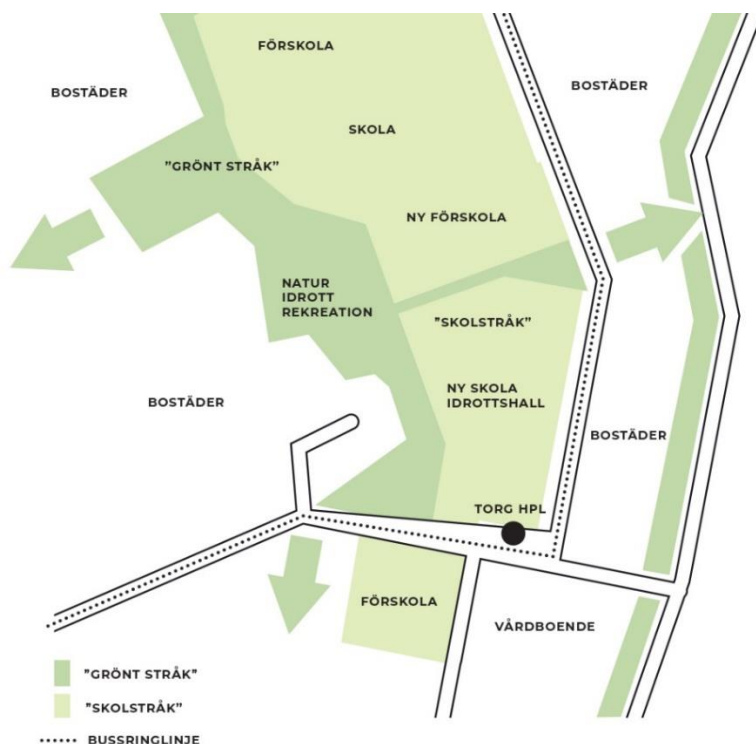 FÖRSKOLA
BOSTÄDER
BOSTÄDER
SKOLA
"GRÖNT STRÅK"
NY FÖRSKOLA
NATUR
IDROTT
REKREATION
"SKOLSTRÅK"
NY SKOLA
IDROTTSHALL
BOSTÄDER
BOSTÄDER
TORG HPL
FÖRSKOLA
VÅRDBOENDE
"GRÖNT STRÅK"
"SKOLSTRÅK"
BUSSRINGLINJE